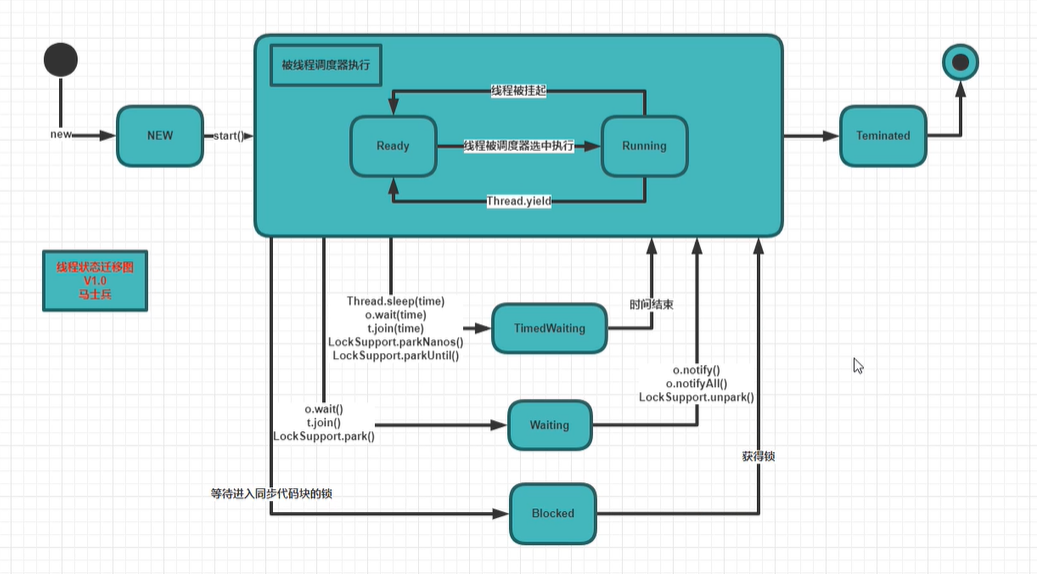 被线程调度器执行
线程被挂起
new
NEW
start()
Ready
线程被调度器选中执行
Running
Teminated
Thread.yield
线程状态迁移图
V1.0
马士兵
Thread.sleep(time)
o.wait(time)
t.join(time)
LockSupport.parkNanos()
LockSupport.parkUntil()
TimedWaiting
时间结束
o.notify()
o.notifyAll()
LockSupport.unpark()
o.wait()
t.join()
LockSupport.park()
Waiting
获得锁
等待进入同步代码块的锁
Blocked